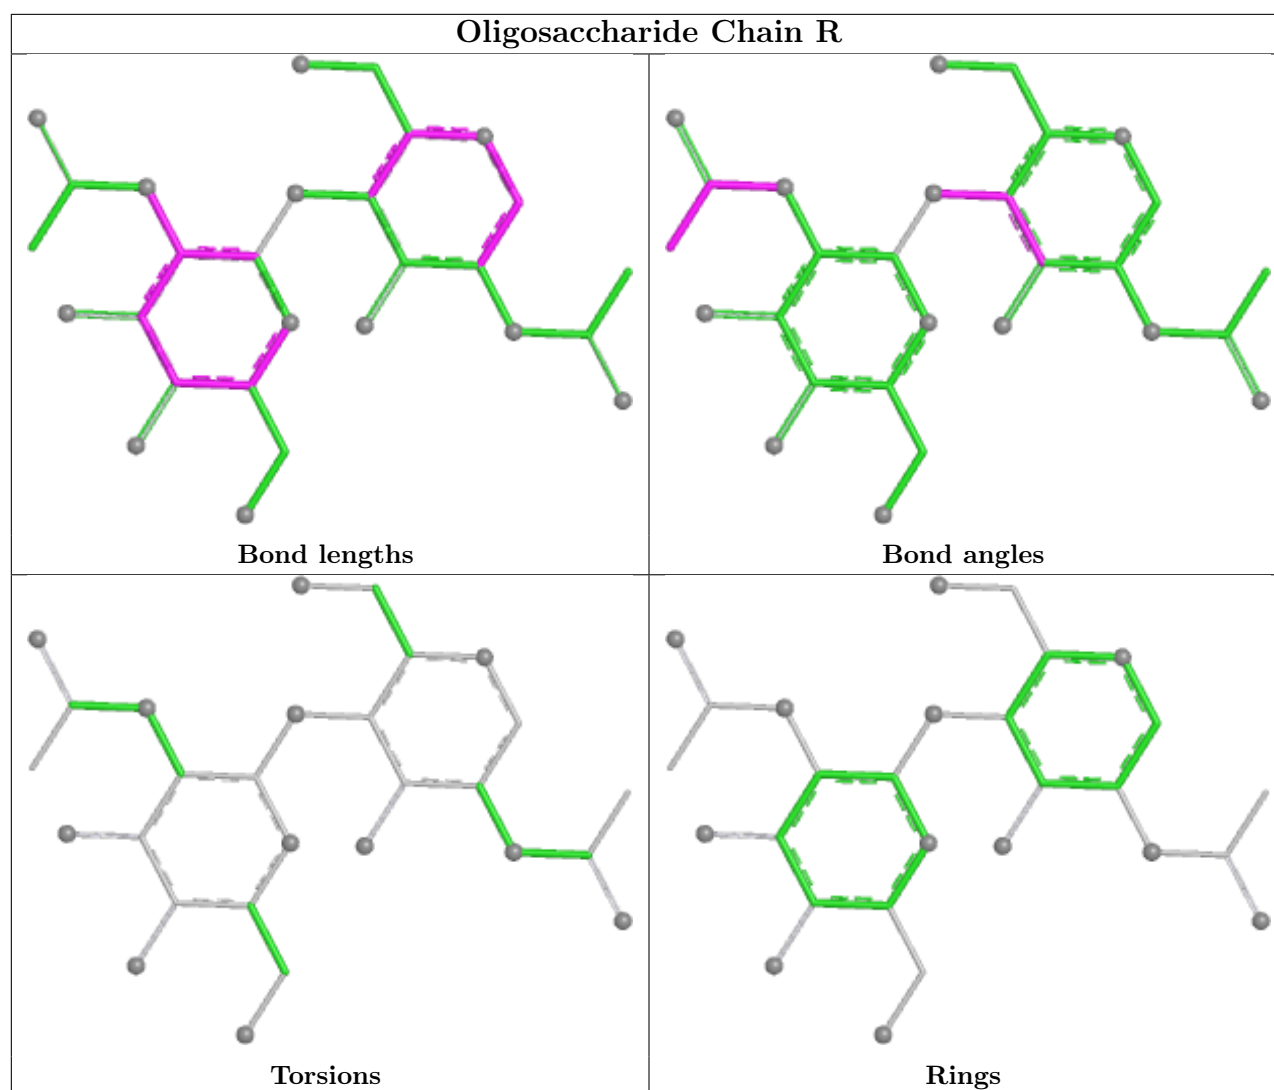 Oligosaccharide Chain R
Bond lengths
Bond angles
Torsions
Rings